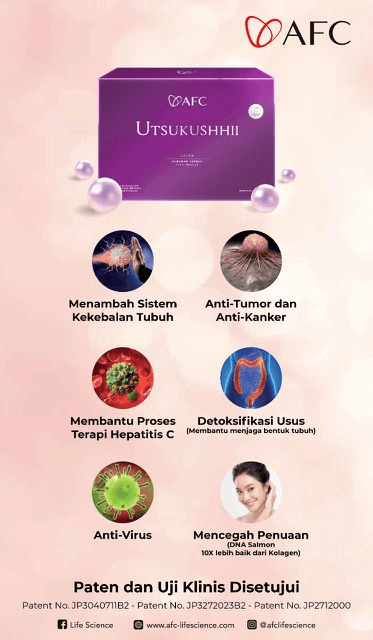 AFC
AFC
UTSUKUSHHII
Menambah Sistem
Kekebalan Tubuh
Anti-Tumor dan
Anti-Kanker
Membantu Proses
Terapi Hepatitis C
Detoksifikasi Usus
(Membantu menjaga bentuk tubuh)
Anti-Virus
Mencegah Penuaan
(DNA Salmon
10X lebih baik dari Kolagen)
Paten dan Uji Klinis Disetujui
Patent No. JP3040711B2 - Patent No. JP3272023B2 - Patent No. JP2712000
Life Science www.afc-lifescience.com @afclifescience